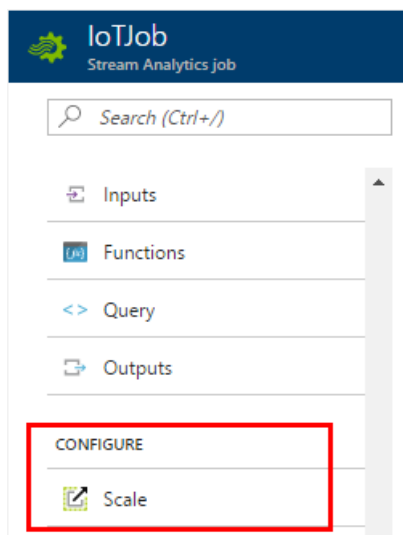 IoTJob
Stream Analytics job
Search (Ctrl+/)
Inputs
Functions
Query
Outputs
CONFIGURE
Scale